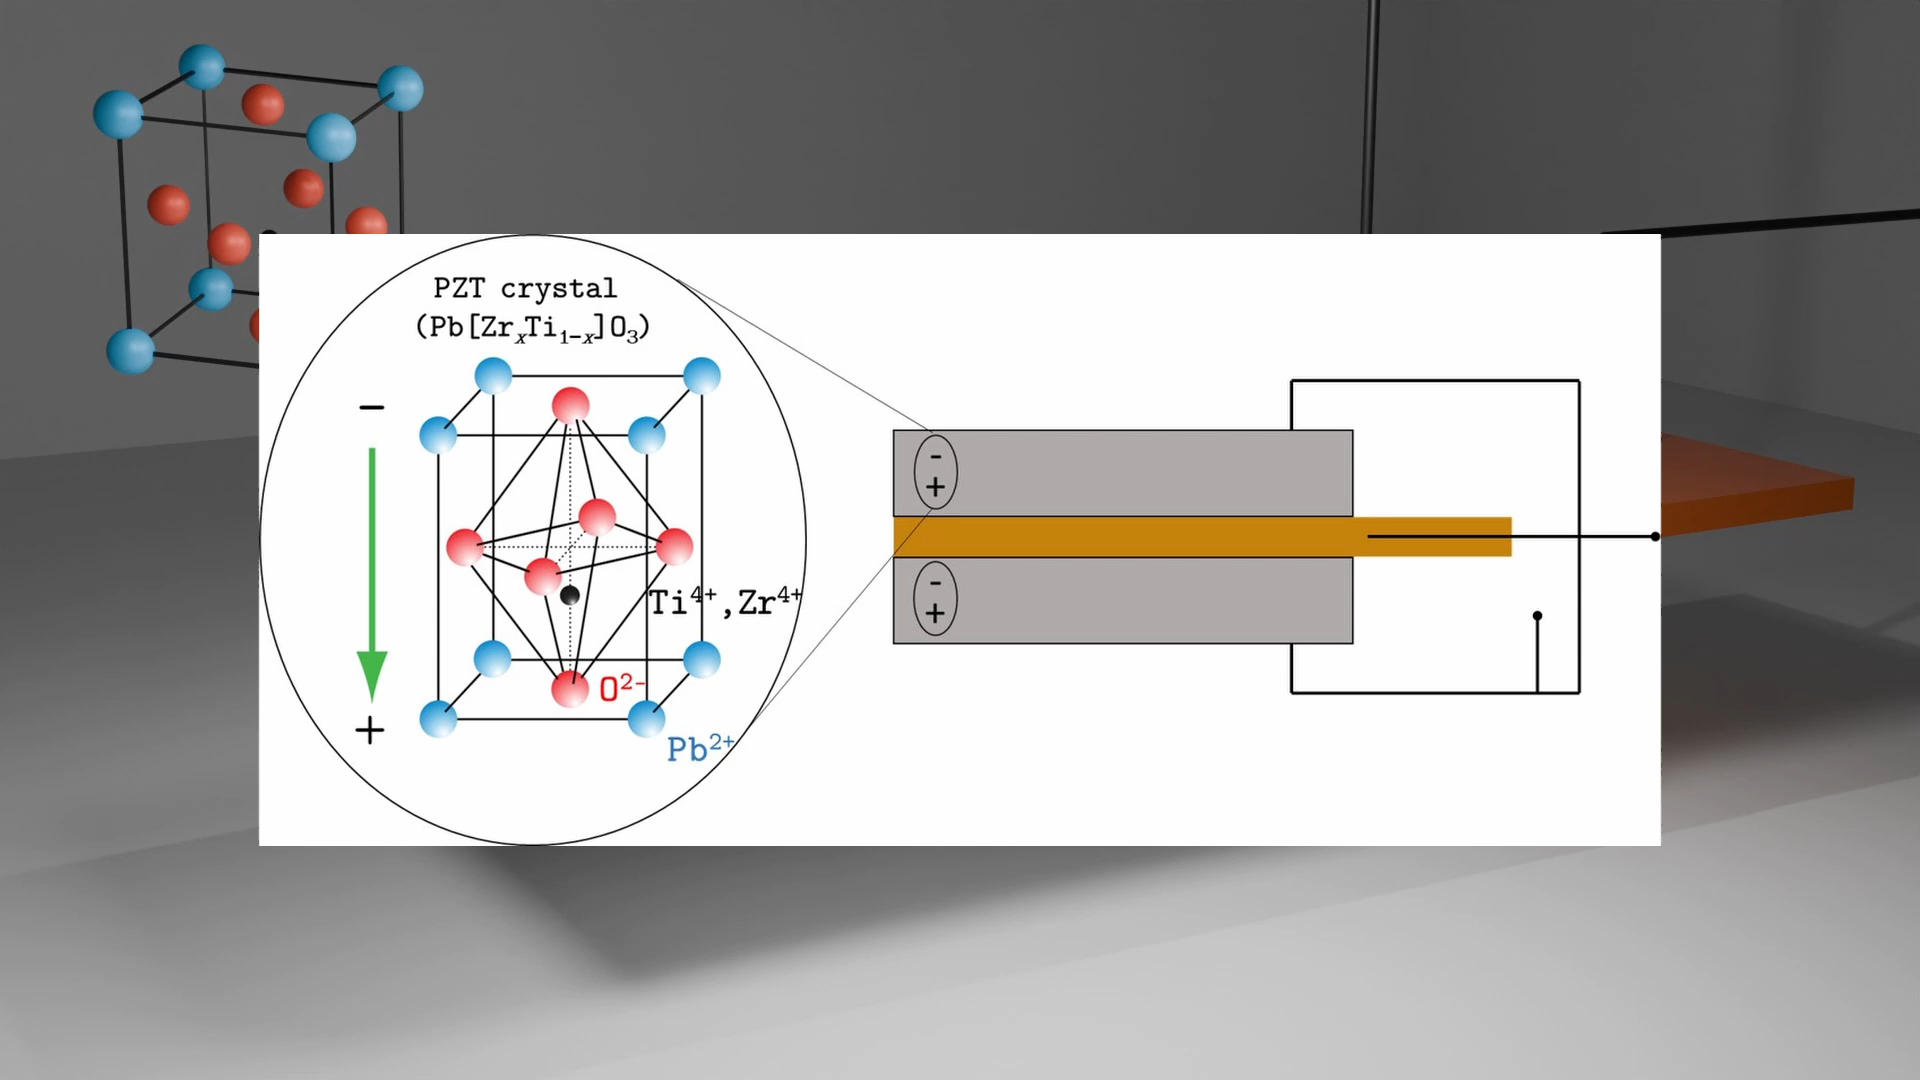 PZT crystal
(Pb[ZrₓTi₁₋ₓ]O₃)
−
+
Ti⁴⁺,Zr⁴⁺
O²⁻
Pb²⁺
-
+
-
+